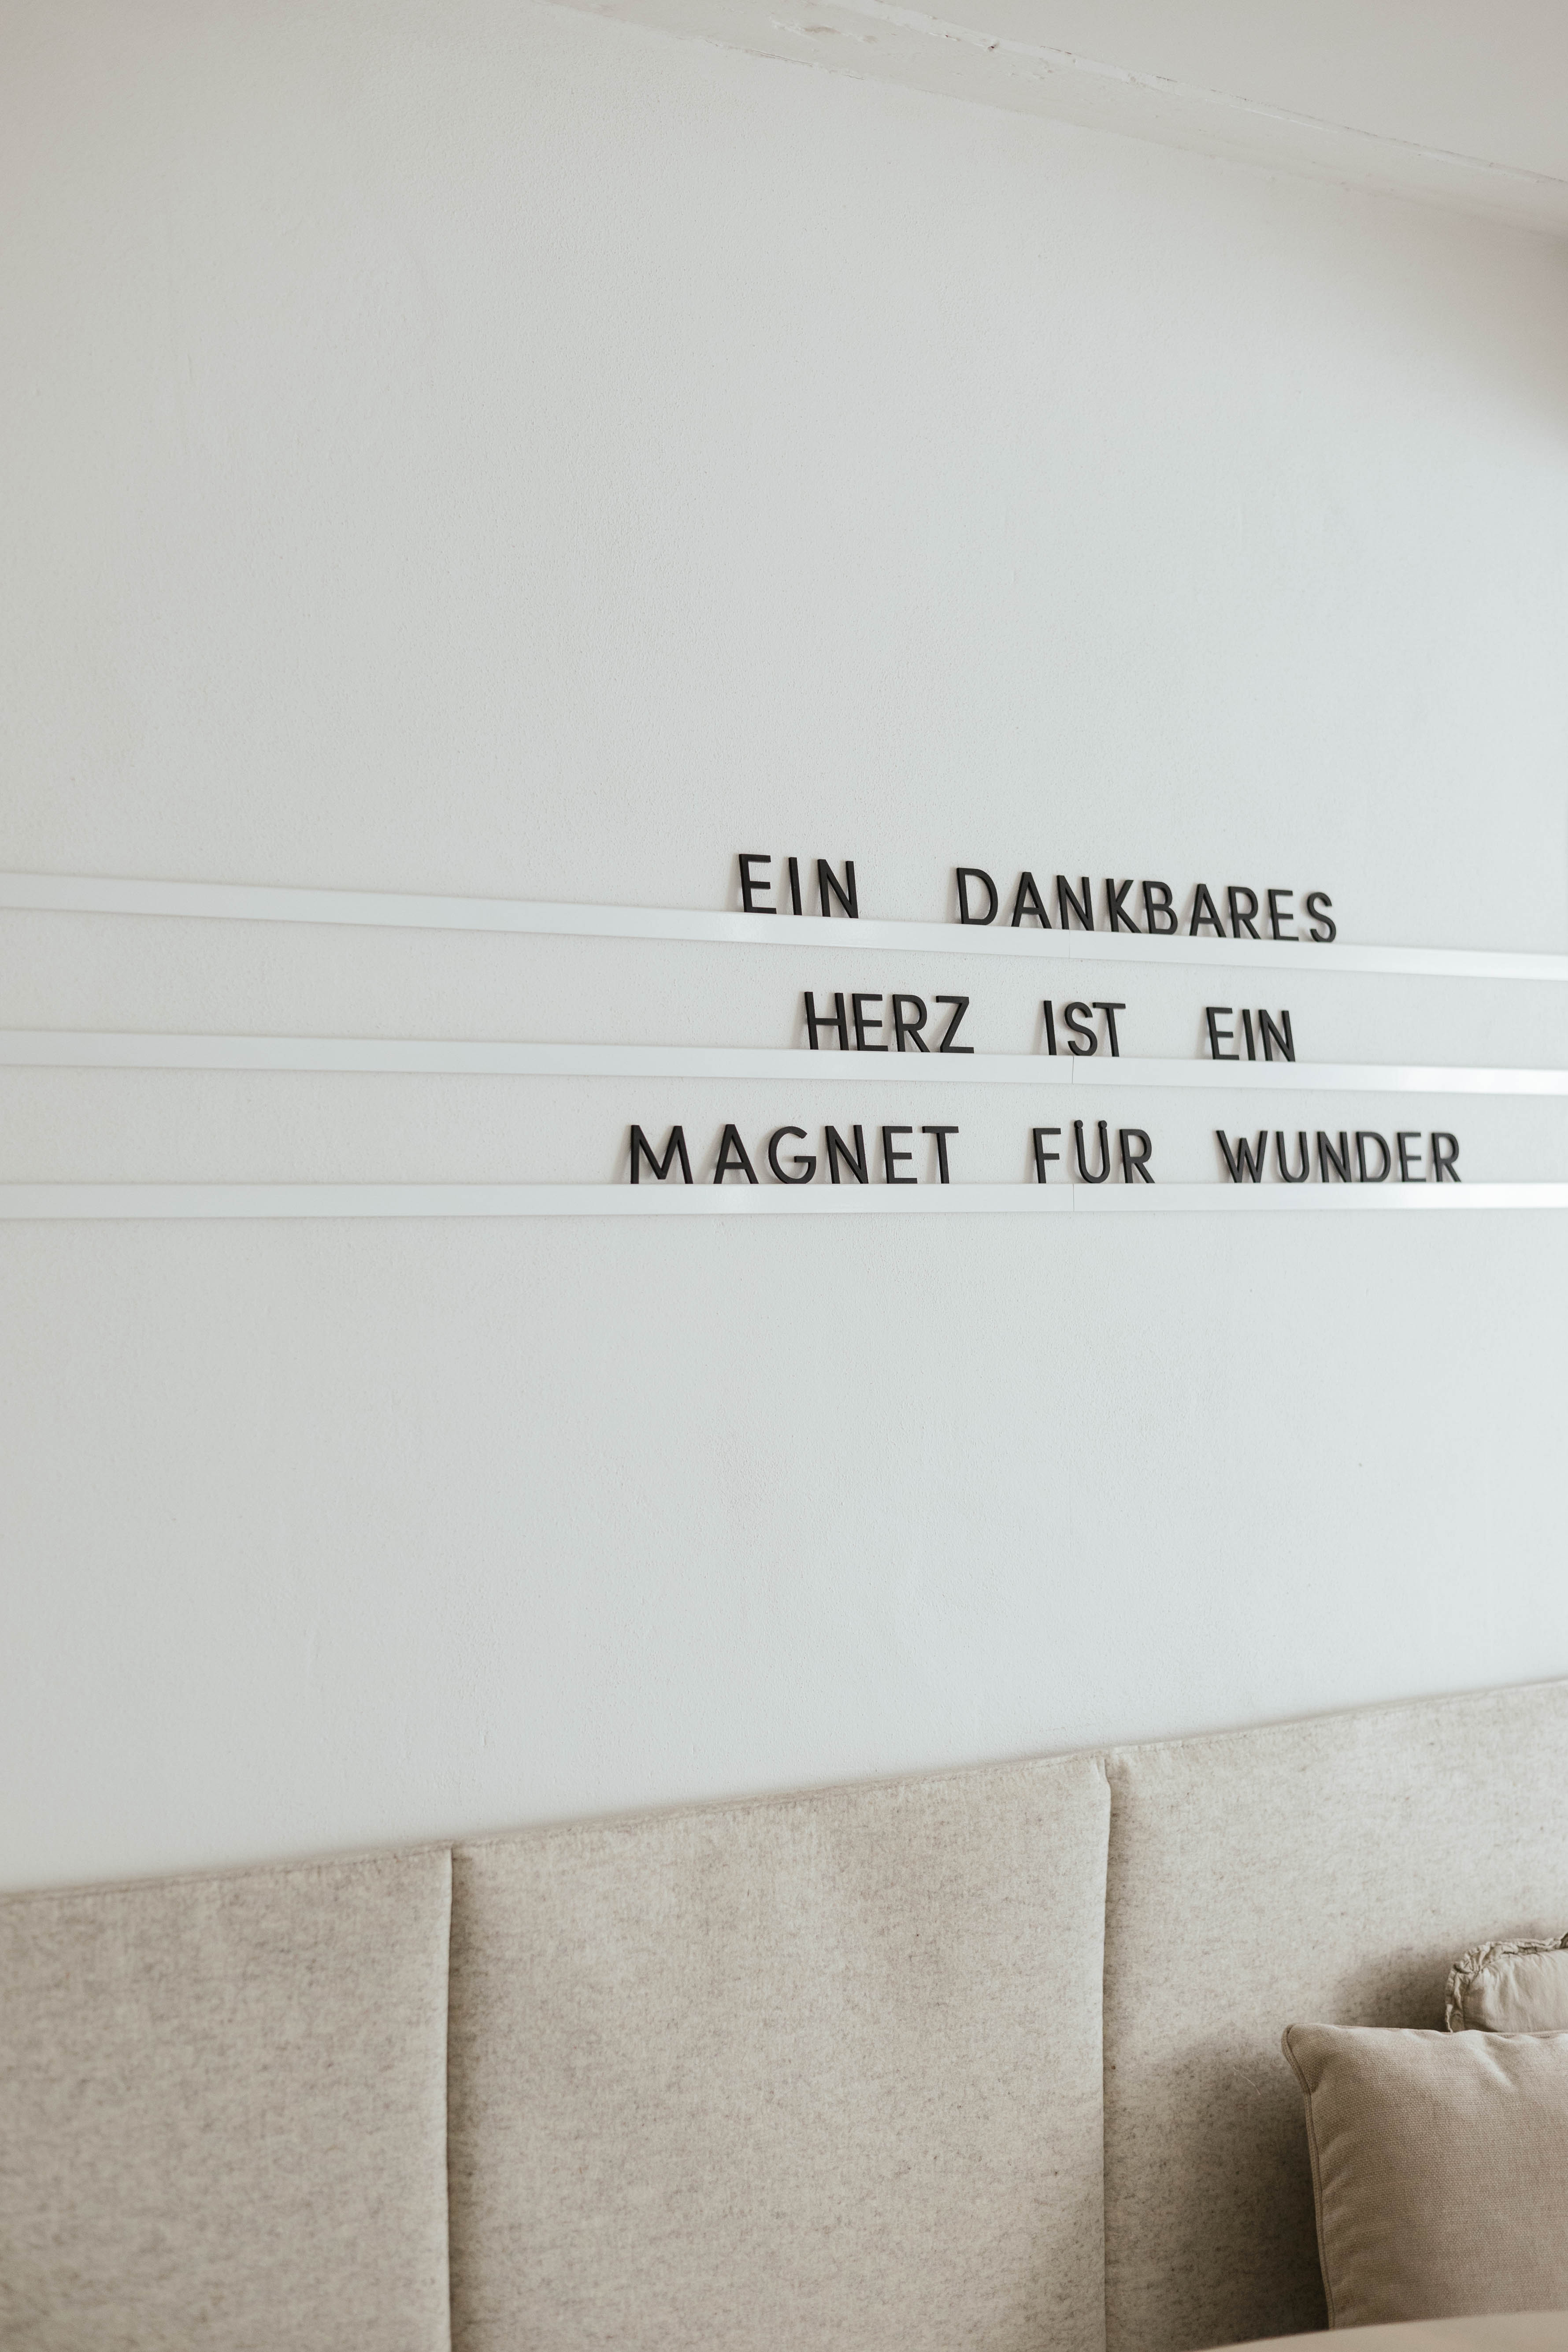 EIN DANKBARES
HERZ IST EIN
MAGNET FÜR WUNDER